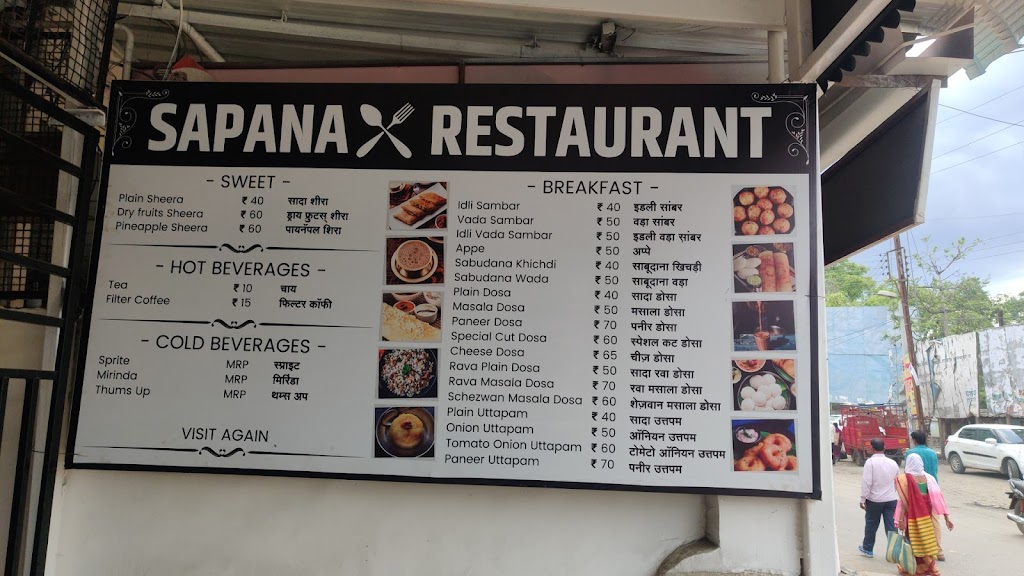 SAPANA RESTAURANT
- SWEET -
Plain Sheera ₹ 40 सादा शीरा
Dry fruits Sheera ₹ 60 ड्राय फ्रुटस् शीरा
Pineapple Sheera ₹ 60 पायनॅपल शिरा
- HOT BEVERAGES -
Tea ₹ 10 चाय
Filter Coffee ₹ 15 फिल्टर कॉफी
- COLD BEVERAGES -
Sprite MRP स्प्राइट
Mirinda MRP मिरिंडा
Thums Up MRP थम्स अप
VISIT AGAIN
- BREAKFAST -
Idli Sambar ₹ 40 इडली सांबर
Vada Sambar ₹ 50 वडा सांबर
Idli Vada Sambar ₹ 50 इडली वडा सांबर
Appe ₹ 50 अप्पे
Sabudana Khichdi ₹ 40 साबूदाना खिचड़ी
Sabudana Wada ₹ 50 साबूदाना वड़ा
Plain Dosa ₹ 40 सादा डोसा
Masala Dosa ₹ 50 मसाला डोसा
Paneer Dosa ₹ 70 पनीर डोसा
Special Cut Dosa ₹ 60 स्पेशल कट डोसा
Cheese Dosa ₹ 65 चीज़ डोसा
Rava Plain Dosa ₹ 50 सादा रवा डोसा
Rava Masala Dosa ₹ 70 रवा मसाला डोसा
Schezwan Masala Dosa ₹ 60 शेज़वान मसाला डोसा
Plain Uttapam ₹ 40 सादा उत्तपम
Onion Uttapam ₹ 50 ऑनियन उत्तपम
Tomato Onion Uttapam ₹ 60 टोमेटो ऑनियन उत्तपम
Paneer Uttapam ₹ 70 पनीर उत्तपम